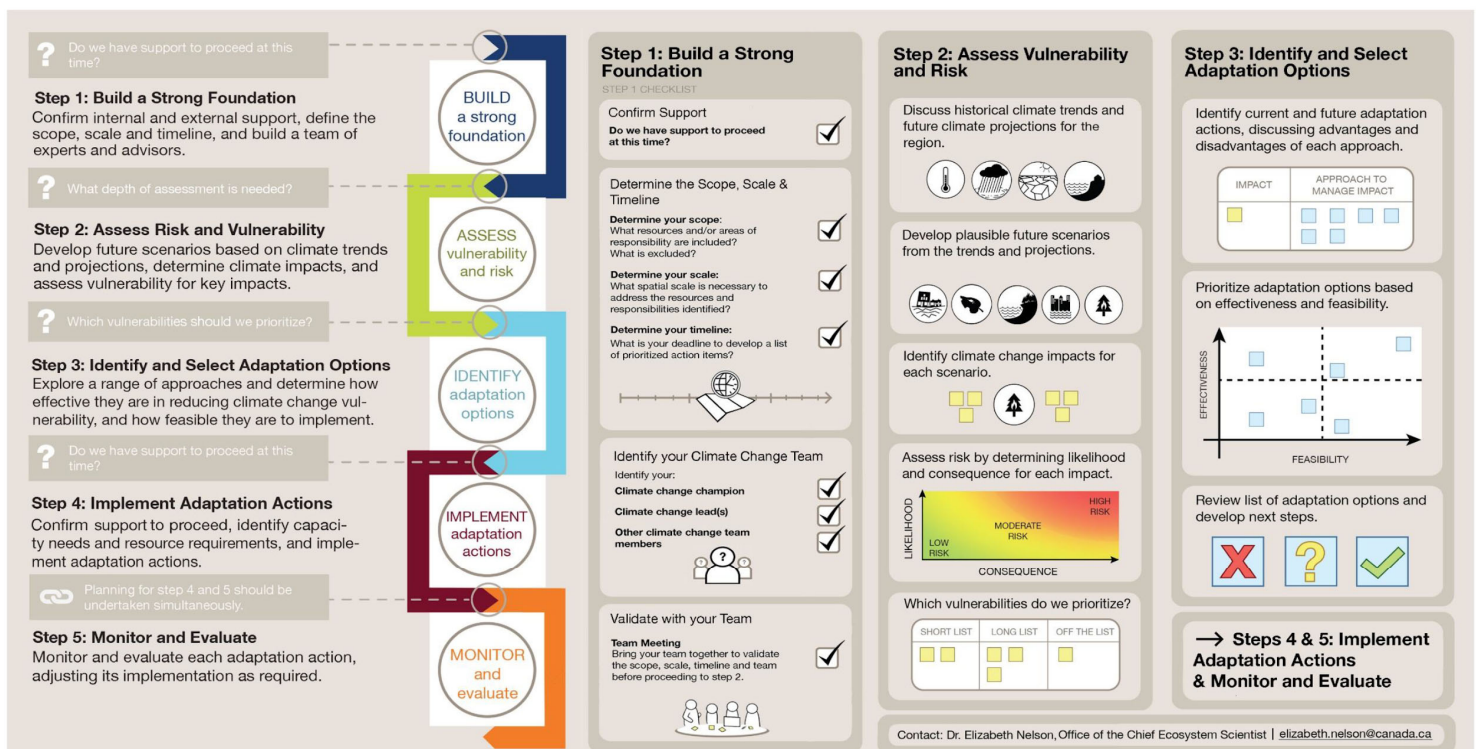 Do we have support to proceed at this
time?
Step 1: Build a Strong Foundation
Confirm internal and external support, define the
scope, scale and timeline, and build a team of
experts and advisors.
What depth of assessment is needed?
Step 2: Assess Risk and Vulnerability
Develop future scenarios based on climate trends
and projections, determine climate impacts, and
assess vulnerability for key impacts.
Which vulnerabilities should we prioritize?
Step 3: Identify and Select Adaptation Options
Explore a range of approaches and determine how
effective they are in reducing climate change vul-
nerability, and how feasible they are to implement.
Do we have support to proceed at this
time?
Step 4: Implement Adaptation Actions
Confirm support to proceed, identify capaci-
ty needs and resource requirements, and imple-
ment adaptation actions.
Planning for step 4 and 5 should be
undertaken simultaneously.
Step 5: Monitor and Evaluate
Monitor and evaluate each adaptation action,
adjusting its implementation as required.
BUILD
a strong
foundation
ASSESS
vulnerability
and risk
IDENTIFY
adaptation
options
IMPLEMENT
adaptation
actions
MONITOR
and
evaluate
Step 1: Build a Strong
Foundation
STEP 1 CHECKLIST
Confirm Support
Do we have support to proceed
at this time?
Determine the Scope, Scale &
Timeline
Determine your scope:
What resources and/or areas of
responsibility are included?
What is excluded?
Determine your scale:
What spatial scale is necessary to
address the resources and
responsibilities identified?
Determine your timeline:
What is your deadline to develop a list
of prioritized action items?
Identify your Climate Change Team
Identify your:
Climate change champion
Climate change lead(s)
Other climate change team
members
?
Validate with your Team
Team Meeting
Bring your team together to validate
the scope, scale, timeline and team
before proceeding to step 2.
Step 2: Assess Vulnerability
and Risk
Discuss historical climate trends and
future climate projections for the
region.
Develop plausible future scenarios
from the trends and projections.
Identify climate change impacts for
each scenario.
Assess risk by determining likelihood
and consequence for each impact.
LIKELIHOOD
HIGH
RISK
MODERATE
RISK
LOW
RISK
CONSEQUENCE
Which vulnerabilities do we prioritize?
SHORT LIST LONG LIST OFF THE LIST
Step 3: Identify and Select
Adaptation Options
Identify current and future adaptation
actions, discussing advantages and
disadvantages of each approach.
IMPACT
APPROACH TO
MANAGE IMPACT
Prioritize adaptation options based
on effectiveness and feasibility.
EFFECTIVENESS
FEASIBILITY
Review list of adaptation options and
develop next steps.
X ? ✓
→ Steps 4 & 5: Implement
Adaptation Actions
& Monitor and Evaluate
Contact: Dr. Elizabeth Nelson, Office of the Chief Ecosystem Scientist | elizabeth.nelson@canada.ca